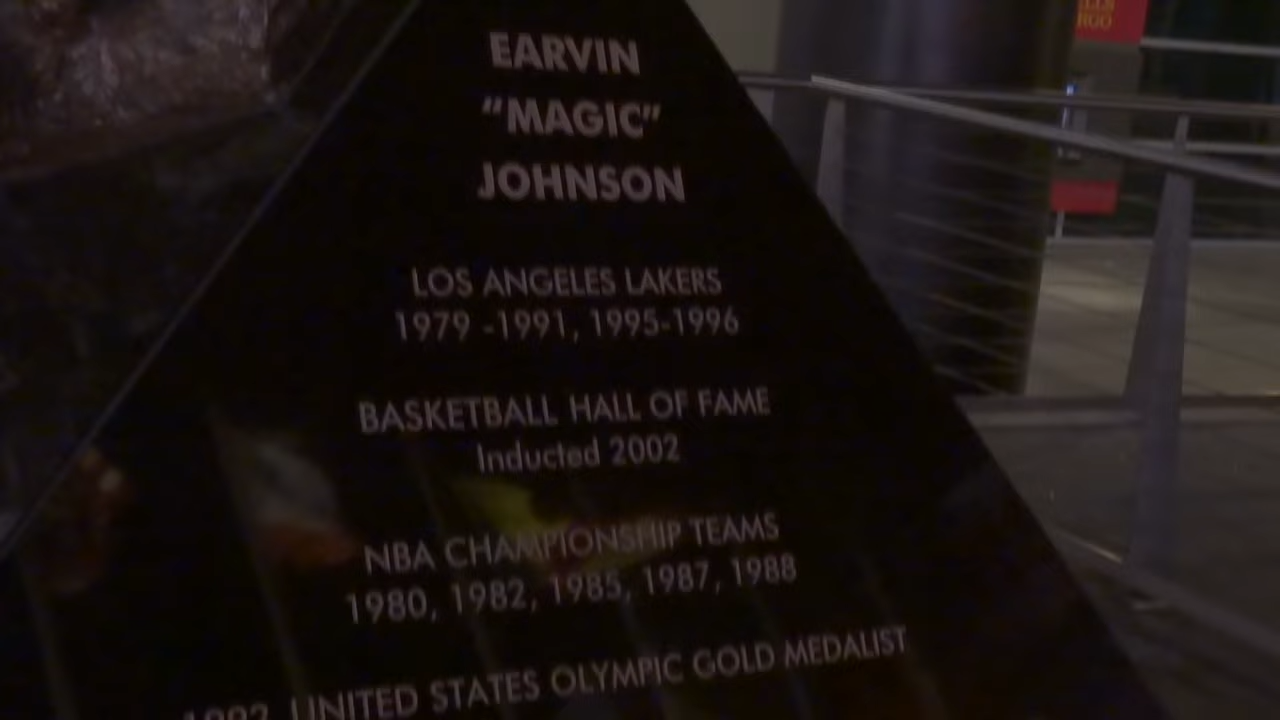 EARVIN
"MAGIC"
JOHNSON
LOS ANGELES LAKERS
1979 -1991, 1995-1996
BASKETBALL HALL OF FAME
Inducted 2002
NBA CHAMPIONSHIP TEAMS
1980, 1982, 1985, 1987, 1988
1992 UNITED STATES OLYMPIC GOLD MEDALIST